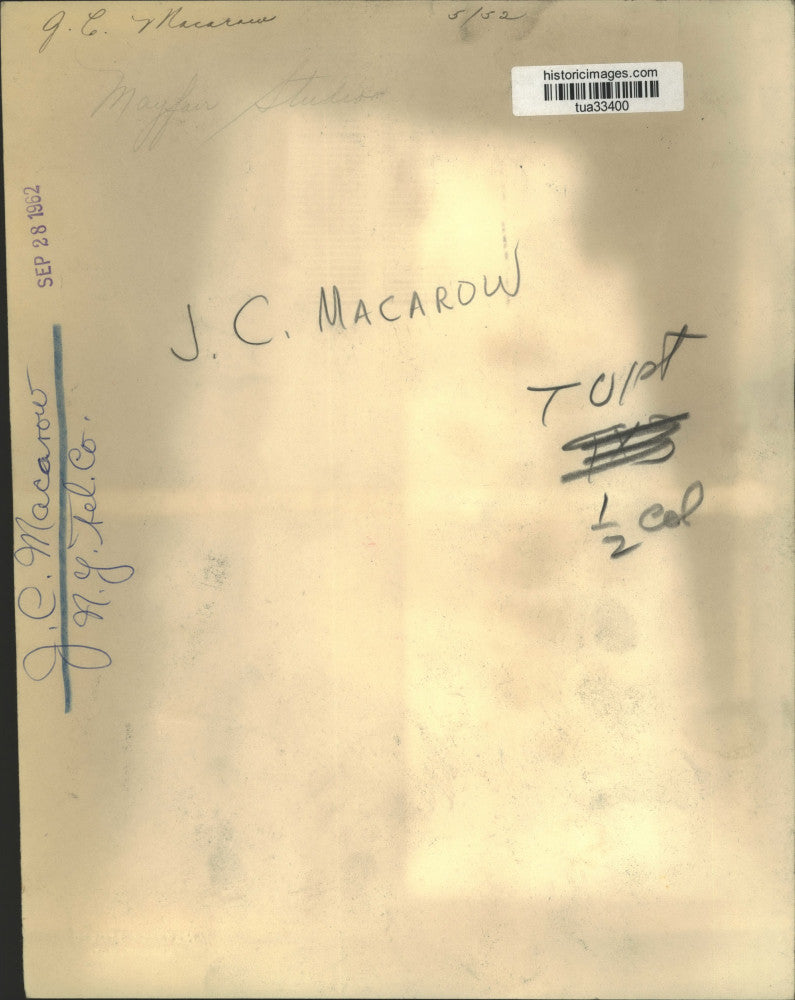 J. C. Macarow 5/52
historicimages.com
tua33400
Mayfair Studios
SEP 28 1962
J. C. MACAROW
J. C. Macarow
N. Y. Tel. Co.
1/2 Col